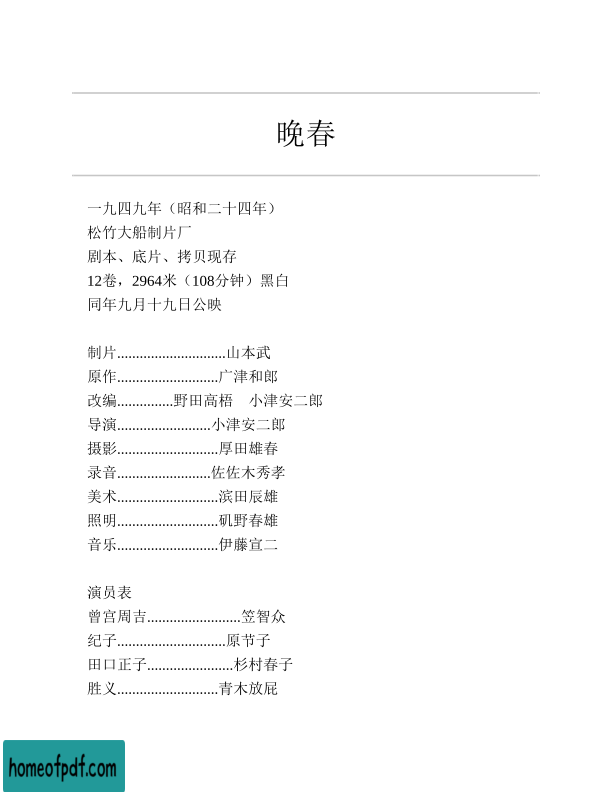 晚春
一九四九年（昭和二十四年）
松竹大船制片厂
剧本、底片、拷贝现存
12卷，2964米（108分钟）黑白
同年九月十九日公映
制片.............................山本武
原作...........................广津和郎
改编...............野田高梧　小津安二郎
导演.........................小津安二郎
摄影...........................厚田雄春
录音.........................佐佐木秀孝
美术...........................滨田辰雄
照明...........................矶野春雄
音乐...........................伊藤宣二
演员表
曾宫周吉.........................笠智众
纪子.............................原节子
田口正子.......................杉村春子
胜义...........................青木放屁
homeofpdf.com